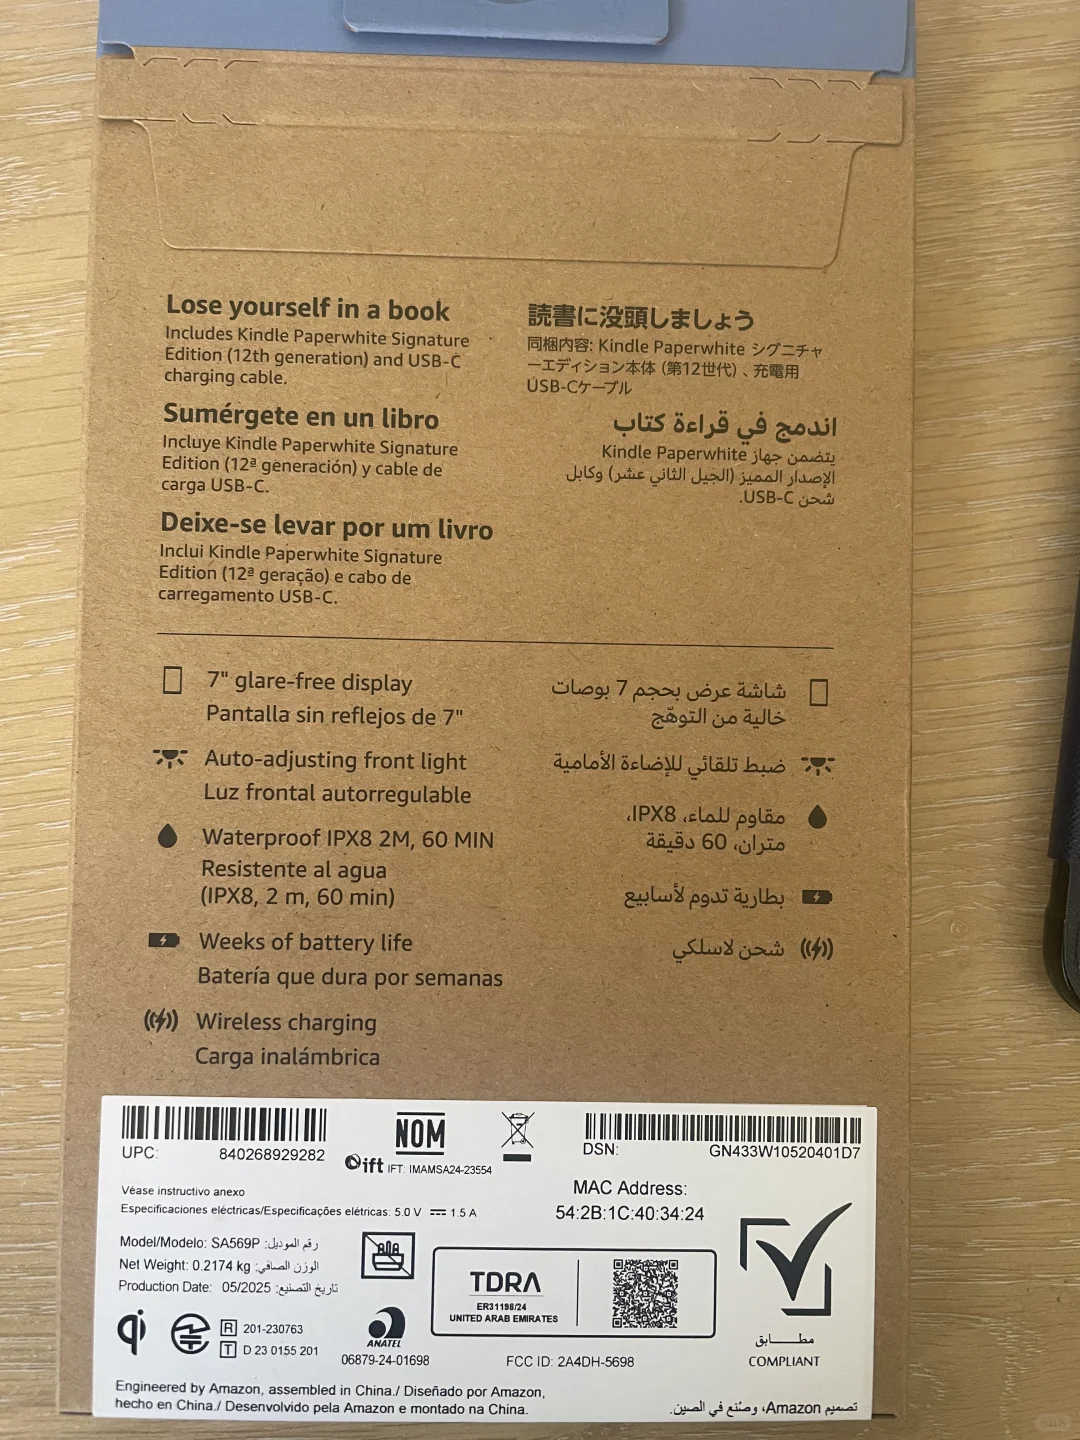 Lose yourself in a book
Includes Kindle Paperwhite Signature
Edition (12th generation) and USB-C
charging cable.
Sumérgete en un libro
Incluye Kindle Paperwhite Signature
Edition (12ª generación) y cable de
carga USB-C.
Deixe-se levar por um livro
Inclui Kindle Paperwhite Signature
Edition (12ª geração) e cabo de
carregamento USB-C.
読書に没頭しましょう
同梱内容: Kindle Paperwhite シグニチャ
ーエディション本体 (第12世代) 、充電用
USB-Cケーブル
اندمج في قراءة كتاب
يتضمن جهاز Kindle Paperwhite
الإصدار المميز (الجيل الثاني عشر) وكابل
شحن USB-C.
7" glare-free display
Pantalla sin reflejos de 7"
Auto-adjusting front light
Luz frontal autorregulable
Waterproof IPX8 2M, 60 MIN
Resistente al agua
(IPX8, 2 m, 60 min)
Weeks of battery life
Batería que dura por semanas
Wireless charging
Carga inalámbrica
شاشة عرض بحجم 7 بوصات
خالية من التوهّج
ضبط تلقائي للإضاءة الأمامية
مقاوم للماء، IPX8،
متران، 60 دقيقة
بطارية تدوم لأسابيع
شحن لاسلكي
UPC: 840268929282
NOM
ift IFT: IMAMSA24-23554
DSN: GN433W10520401D7
MAC Address:
54:2B:1C:40:34:24
Véase instructivo anexo
Especificaciones eléctricas/Especificações elétricas: 5.0 V ⎓ 1.5 A
Model/Modelo: SA569P رقم الموديل:
Net Weight: 0.2174 kg الوزن الصافي:
Production Date: 05/2025 تاريخ التصنيع:
qi
R 201-230763
T D 23 0155 201
ANATEL
06879-24-01698
TDRA
ER31198/24
UNITED ARAB EMIRATES
FCC ID: 2A4DH-5698
مطابق
COMPLIANT
Engineered by Amazon, assembled in China./ Diseñado por Amazon,
hecho en China./ Desenvolvido pela Amazon e montado na China.
تصميم Amazon، وصُنع في الصين.